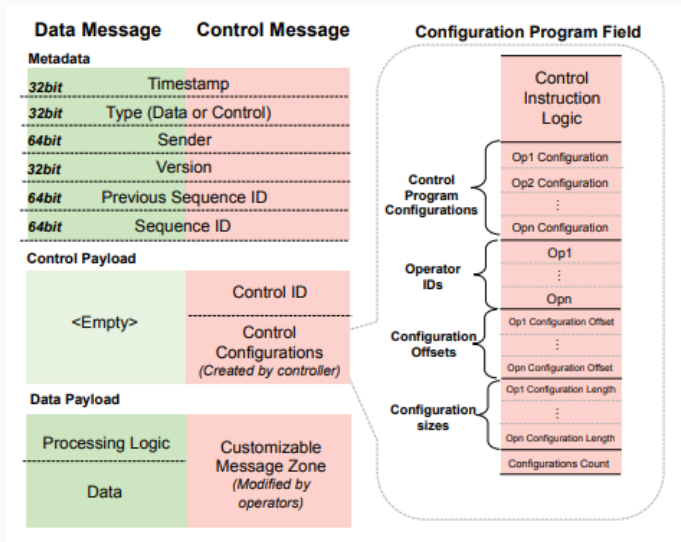 Data Message Control Message
Metadata
32bit Timestamp
32bit Type (Data or Control)
64bit Sender
32bit Version
64bit Previous Sequence ID
64bit Sequence ID
Control Payload
<Empty>
Control ID
Control
Configurations
(Created by controller)
Data Payload
Processing Logic
Data
Customizable
Message Zone
(Modified by
operators)
Configuration Program Field
Control
Instruction
Logic
Control
Program
Configurations
Op1 Configuration
Op2 Configuration
⋮
Opn Configuration
Operator
IDs
Op1
⋮
Opn
Configuration
Offsets
Op1 Configuration Offset
⋮
Opn Configuration Offset
Configuration
sizes
Op1 Configuration Length
⋮
Opn Configuration Length
Configurations Count